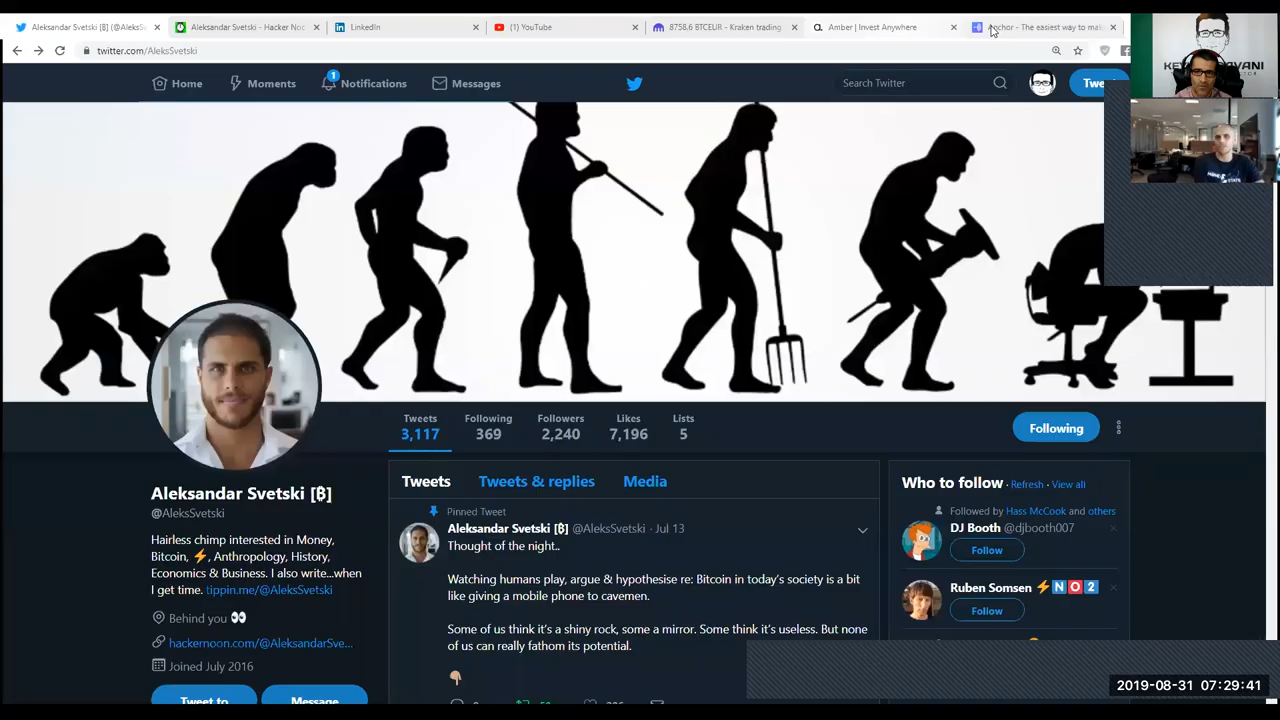 Aleksandar Svetski [₿] (@AleksS
Aleksandar Svetski - Hacker Noo
LinkedIn
(1) YouTube
8758.6 BTCEUR - Kraken trading
Amber | Invest Anywhere
Anchor - The easiest way to mak
twitter.com/AleksSvetski
Home
Moments
1
Notifications
Messages
Search Twitter
Twe
Tweets
3,117
Following
369
Followers
2,240
Likes
7,196
Lists
5
Following
Aleksandar Svetski [₿]
@AleksSvetski
Hairless chimp interested in Money,
Bitcoin, ⚡, Anthropology, History,
Economics & Business. I also write...when
I get time. tippin.me/@AleksSvetski
Behind you 👀
hackernoon.com/@AleksandarSve...
Joined July 2016
Tweet to
Message
Tweets
Tweets & replies
Media
Pinned Tweet
Aleksandar Svetski [₿] @AleksSvetski · Jul 13
Thought of the night..
Watching humans play, argue & hypothesise re: Bitcoin in today's society is a bit
like giving a mobile phone to cavemen.
Some of us think it's a shiny rock, some a mirror. Some think it's useless. But none
of us can really fathom its potential.
Who to follow · Refresh · View all
Followed by Hass McCook and others
DJ Booth @djbooth007
Follow
Ruben Somsen ⚡🇳🅾2
Follow
2019-08-31 07:29:41